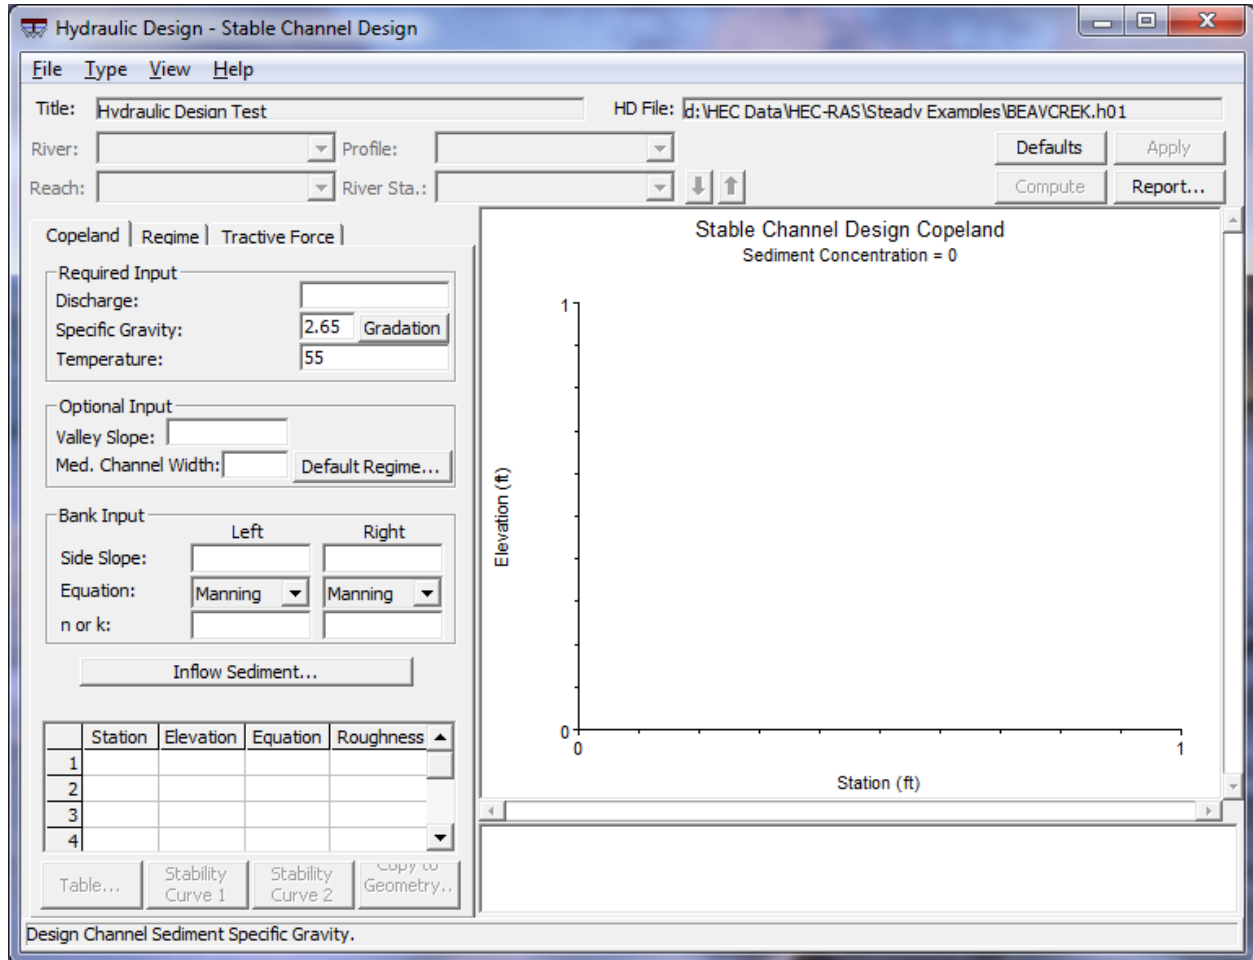 Hydraulic Design - Stable Channel Design
File Type View Help
Title: Hydraulic Design Test HD File: d:\HEC Data\HEC-RAS\Steady Examples\BEAVCREK.h01
River: Profile: Defaults Apply
Reach: River Sta.: Compute Report...
Copeland Regime Tractive Force
Required Input
Discharge:
Specific Gravity: 2.65 Gradation
Temperature: 55
Optional Input
Valley Slope:
Med. Channel Width: Default Regime...
Bank Input
Left Right
Side Slope:
Equation: Manning Manning
n or k:
Inflow Sediment...
Station Elevation Equation Roughness
1
2
3
4
Table... Stability Curve 1 Stability Curve 2 Copy to Geometry..
Stable Channel Design Copeland
Sediment Concentration = 0
1
Elevation (ft)
0
0 1
Station (ft)
Design Channel Sediment Specific Gravity.